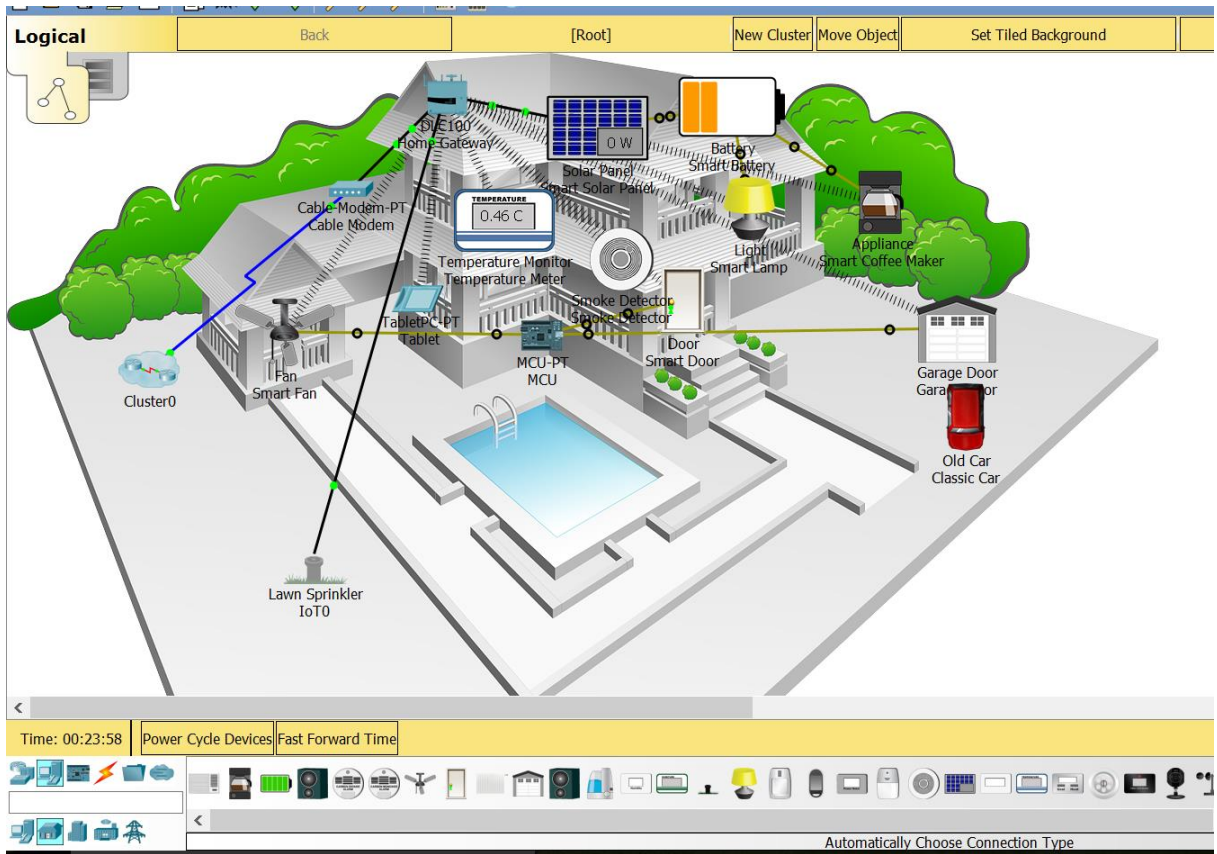 Logical
Back
[Root]
New Cluster
Move Object
Set Tiled Background
DLC100
Home Gateway
0 W
Solar Panel
Smart Solar Panel
Battery
Smart Battery
Cable-Modem-PT
Cable Modem
TEMPERATURE
0.46 C
Temperature Monitor
Temperature Meter
Light
Smart Lamp
Appliance
Smart Coffee Maker
Smoke Detector
Smoke Detector
TabletPC-PT
Tablet
Door
Smart Door
MCU-PT
MCU
Fan
Smart Fan
Cluster0
Garage Door
Old Car
Classic Car
Lawn Sprinkler
IoT0
Time: 00:23:58
Power Cycle Devices
Fast Forward Time
Automatically Choose Connection Type